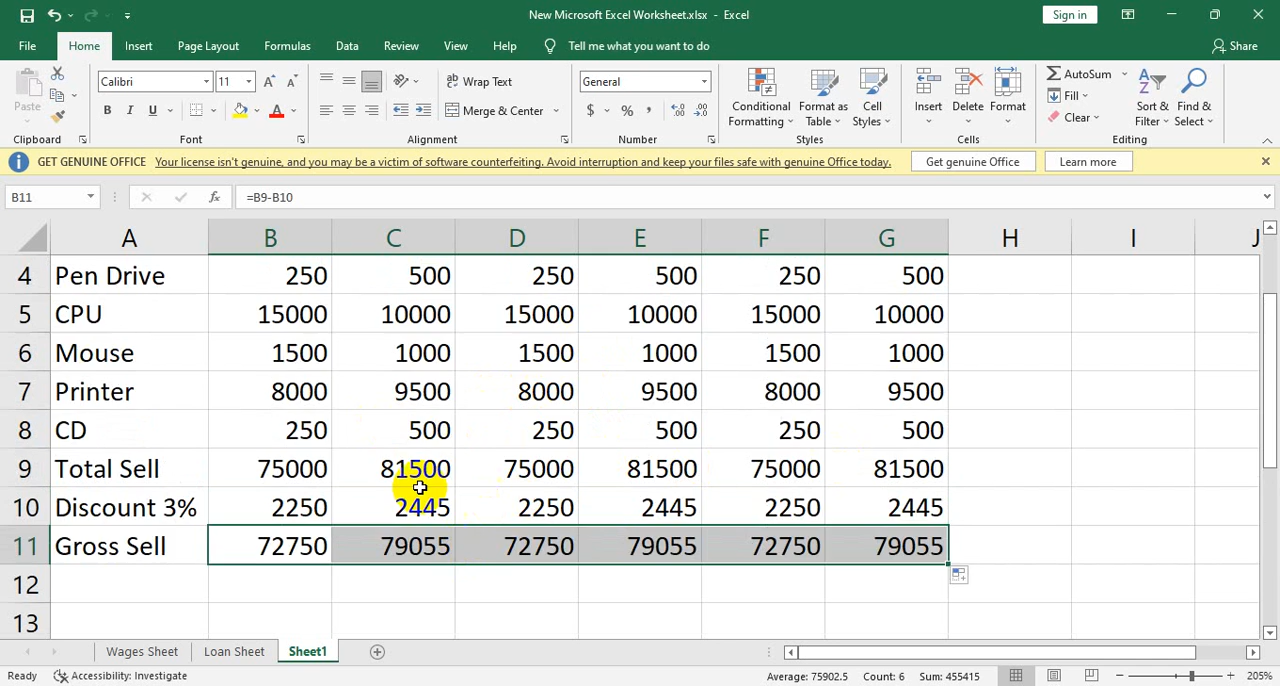 New Microsoft Excel Worksheet.xlsx - Excel
Sign in
File Home Insert Page Layout Formulas Data Review View Help Tell me what you want to do Share
Paste
Calibri 11
B I U
Wrap Text
Merge & Center
General
$ %
Conditional Formatting
Format as Table
Cell Styles
Insert
Delete
Format
AutoSum
Fill
Clear
Sort & Filter
Find & Select
Clipboard Font Alignment Number Styles Cells Editing
GET GENUINE OFFICE Your license isn't genuine, and you may be a victim of software counterfeiting. Avoid interruption and keep your files safe with genuine Office today. Get genuine Office Learn more
B11 fx =B9-B10
A B C D E F G H I J
4 Pen Drive 250 500 250 500 250 500
5 CPU 15000 10000 15000 10000 15000 10000
6 Mouse 1500 1000 1500 1000 1500 1000
7 Printer 8000 9500 8000 9500 8000 9500
8 CD 250 500 250 500 250 500
9 Total Sell 75000 81500 75000 81500 75000 81500
10 Discount 3% 2250 2445 2250 2445 2250 2445
11 Gross Sell 72750 79055 72750 79055 72750 79055
12
13
Wages Sheet Loan Sheet Sheet1
Ready Accessibility: Investigate Average: 75902.5 Count: 6 Sum: 455415 205%